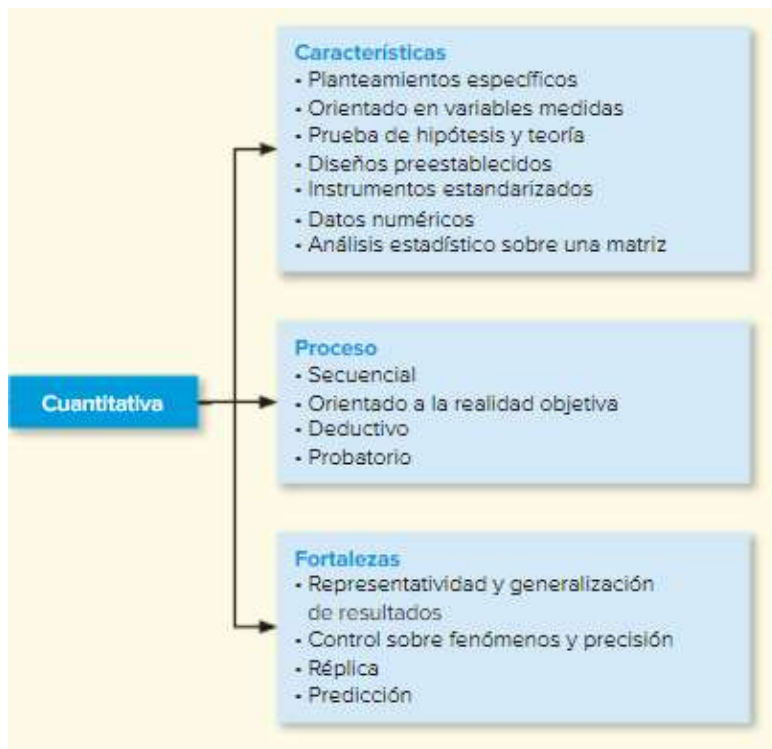 Características
• Planteamientos específicos
• Orientado en variables medidas
• Prueba de hipótesis y teoría
• Diseños preestablecidos
• Instrumentos estandarizados
• Datos numéricos
• Análisis estadístico sobre una matriz
Cuantitativa
Proceso
• Secuencial
• Orientado a la realidad objetiva
• Deductivo
• Probatorio
Fortalezas
• Representatividad y generalización
de resultados
• Control sobre fenómenos y precisión
• Réplica
• Predicción